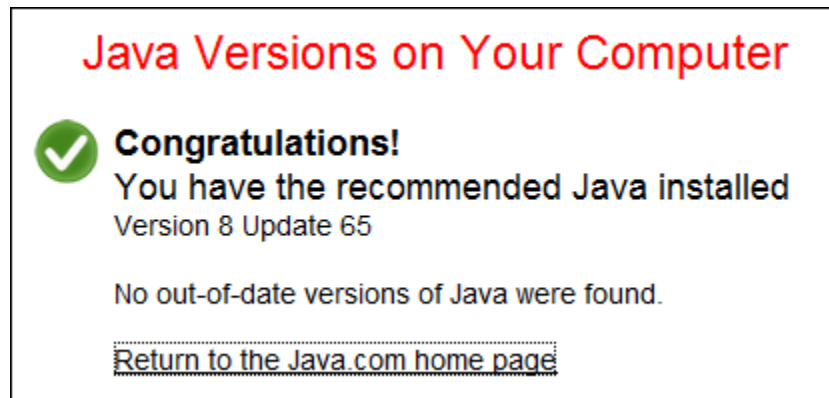 Java Versions on Your Computer
Congratulations!
You have the recommended Java installed
Version 8 Update 65
No out-of-date versions of Java were found.
Return to the Java.com home page